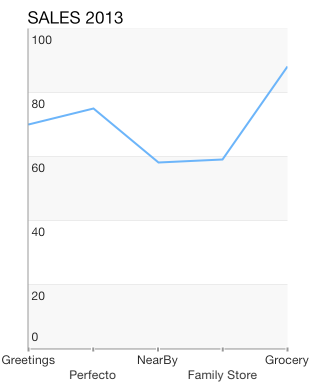 SALES 2013
100
80
60
40
20
0
Greetings
Perfecto
NearBy
Family Store
Grocery